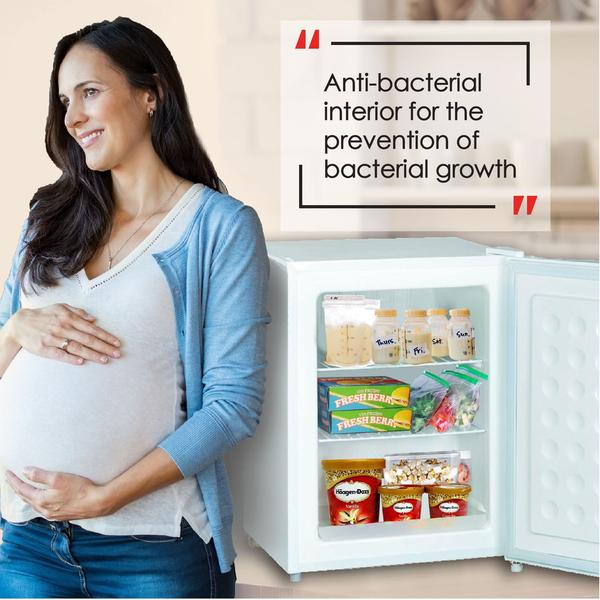 Anti-bacterial
interior for the
prevention of
bacterial growth
Thurs.
Fri.
Sat.
Sun.
FRESH BERRY
FRESH BERRY
Häagen-Dazs
Vanilla
Häagen-Dazs
Häagen-Dazs